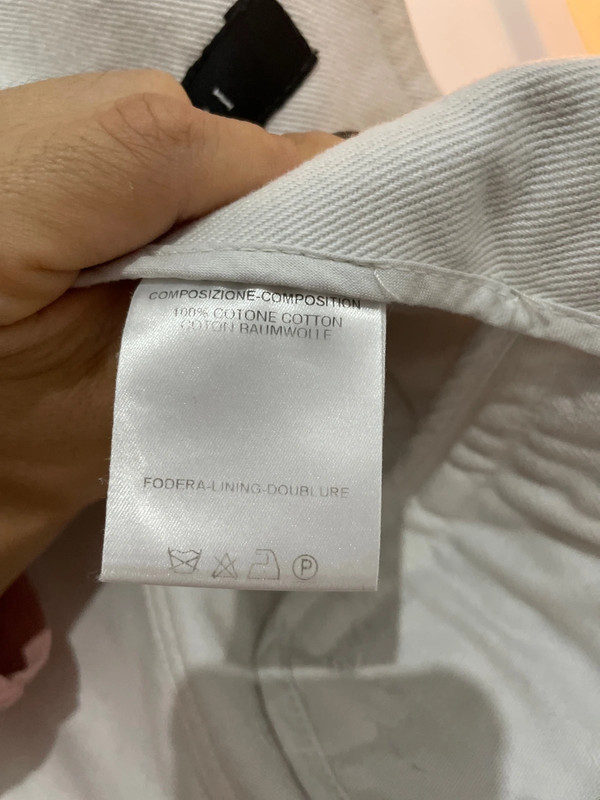 COMPOSIZIONE-COMPOSITION
100% COTONE COTTON
COTON BAUMWOLLE
FODERA-LINING-DOUBLURE
P